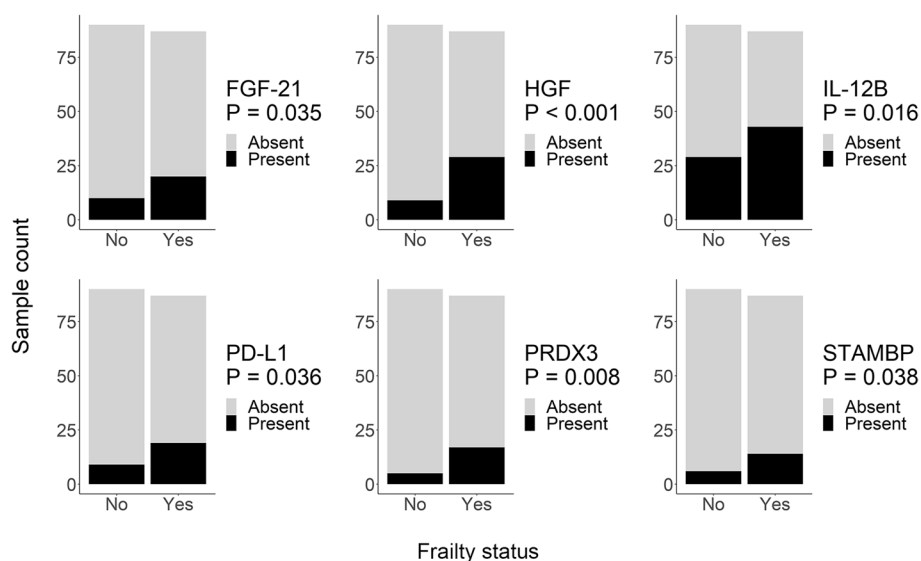 Sample count
75
50
25
0
No Yes
FGF-21
P = 0.035
Absent
Present
75
50
25
0
No Yes
HGF
P < 0.001
Absent
Present
75
50
25
0
No Yes
IL-12B
P = 0.016
Absent
Present
75
50
25
0
No Yes
PD-L1
P = 0.036
Absent
Present
75
50
25
0
No Yes
PRDX3
P = 0.008
Absent
Present
75
50
25
0
No Yes
STAMBP
P = 0.038
Absent
Present
Frailty status